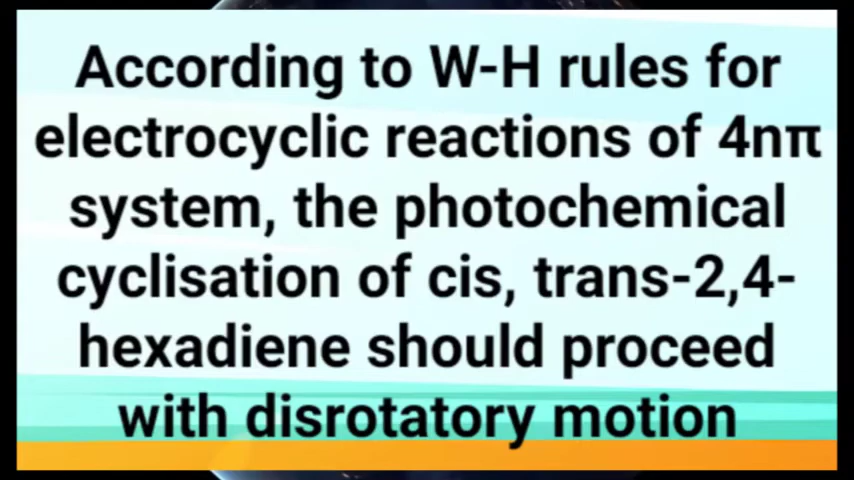 According to W-H rules for
electrocyclic reactions of 4nπ
system, the photochemical
cyclisation of cis, trans-2,4-
hexadiene should proceed
with disrotatory motion